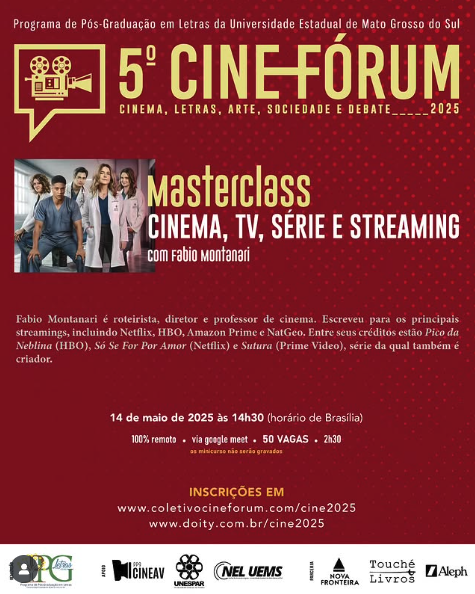 Programa de Pós-Graduação em Letras da Universidade Estadual de Mato Grosso do Sul
5º CINE-FÓRUM
CINEMA, LETRAS, ARTE, SOCIEDADE E DEBATE_____2025
Masterclass
CINEMA, TV, SÉRIE E STREAMING
com Fabio Montanari
Fabio Montanari é roteirista, diretor e professor de cinema. Escreveu para os principais
streamings, incluindo Netflix, HBO, Amazon Prime e NatGeo. Entre seus créditos estão Pico da
Neblina (HBO), Só Se For Por Amor (Netflix) e Sutura (Prime Video), série da qual também é
criador.
14 de maio de 2025 às 14h30 (horário de Brasília)
100% remoto • via google meet • 50 VAGAS • 2h30
os minicurso não serão gravados
INSCRIÇÕES EM
www.coletivocineforum.com/cine2025
www.doity.com.br/cine2025
PPG Letras
APOIO
PPG CINEAV
UNESPAR
NEL UEMS
PARCERIA
NOVA FRONTEIRA
Touché Livros
Aleph